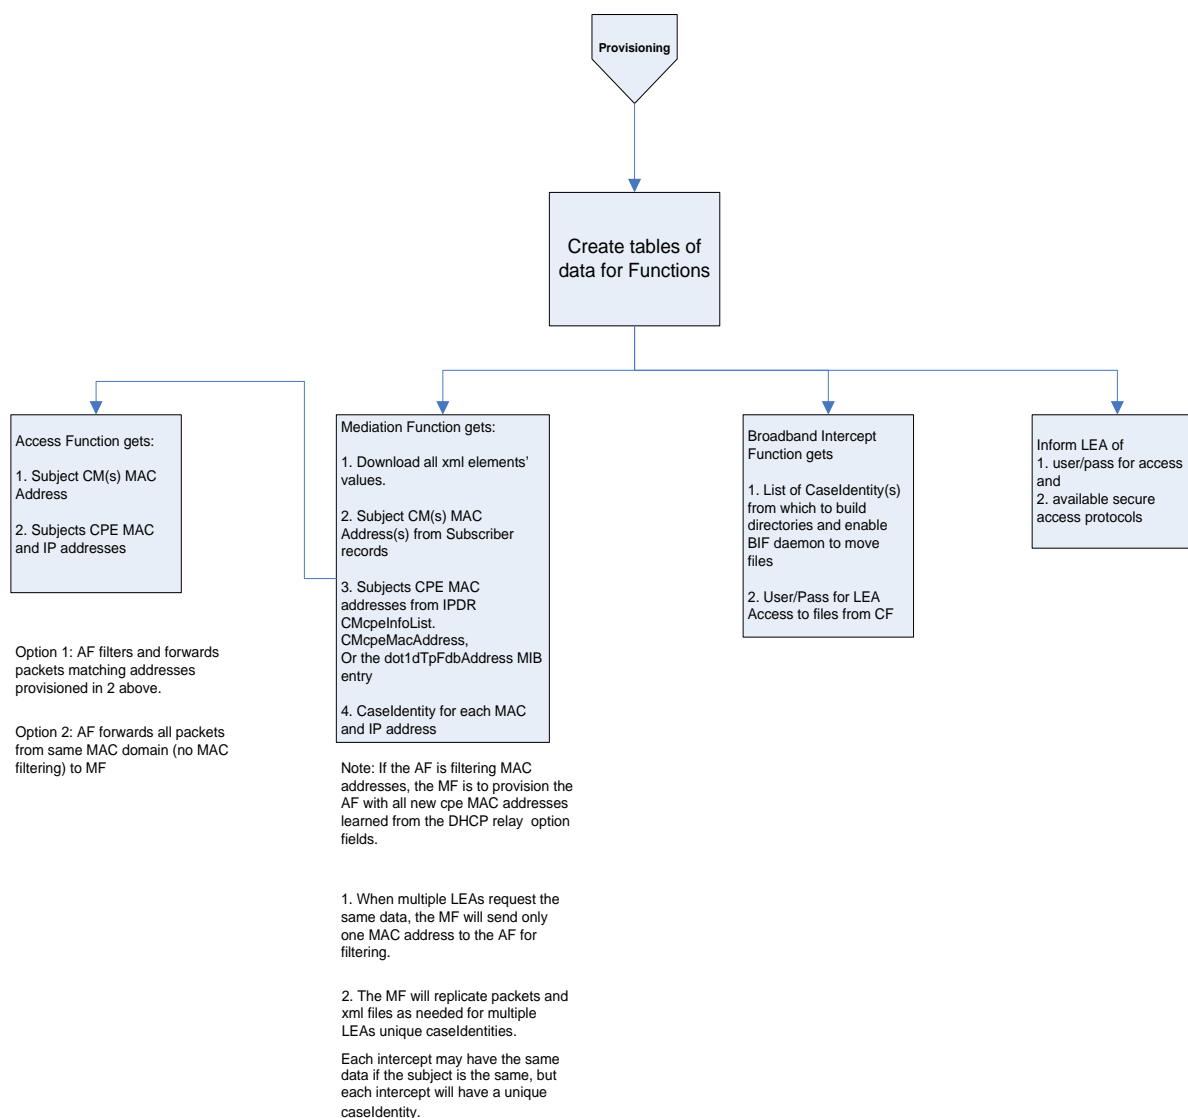 Provisioning
Create tables of
data for Functions
Access Function gets:
1. Subject CM(s) MAC
Address
2. Subjects CPE MAC
and IP addresses
Option 1: AF filters and forwards
packets matching addresses
provisioned in 2 above.
Option 2: AF forwards all packets
from same MAC domain (no MAC
filtering) to MF
Mediation Function gets:
1. Download all xml elements’
values.
2. Subject CM(s) MAC
Address(s) from Subscriber
records
3. Subjects CPE MAC
addresses from IPDR
CMcpeInfoList.
CMcpeMacAddress,
Or the dot1dTpFdbAddress MIB
entry
4. CaseIdentity for each MAC
and IP address
Note: If the AF is filtering MAC
addresses, the MF is to provision the
AF with all new cpe MAC addresses
learned from the DHCP relay option
fields.
1. When multiple LEAs request the
same data, the MF will send only
one MAC address to the AF for
filtering.
2. The MF will replicate packets and
xml files as needed for multiple
LEAs unique caseIdentities.
Each intercept may have the same
data if the subject is the same, but
each intercept will have a unique
caseIdentity.
Broadband Intercept
Function gets
1. List of CaseIdentity(s)
from which to build
directories and enable
BIF daemon to move
files
2. User/Pass for LEA
Access to files from CF
Inform LEA of
1. user/pass for access
and
2. available secure
access protocols